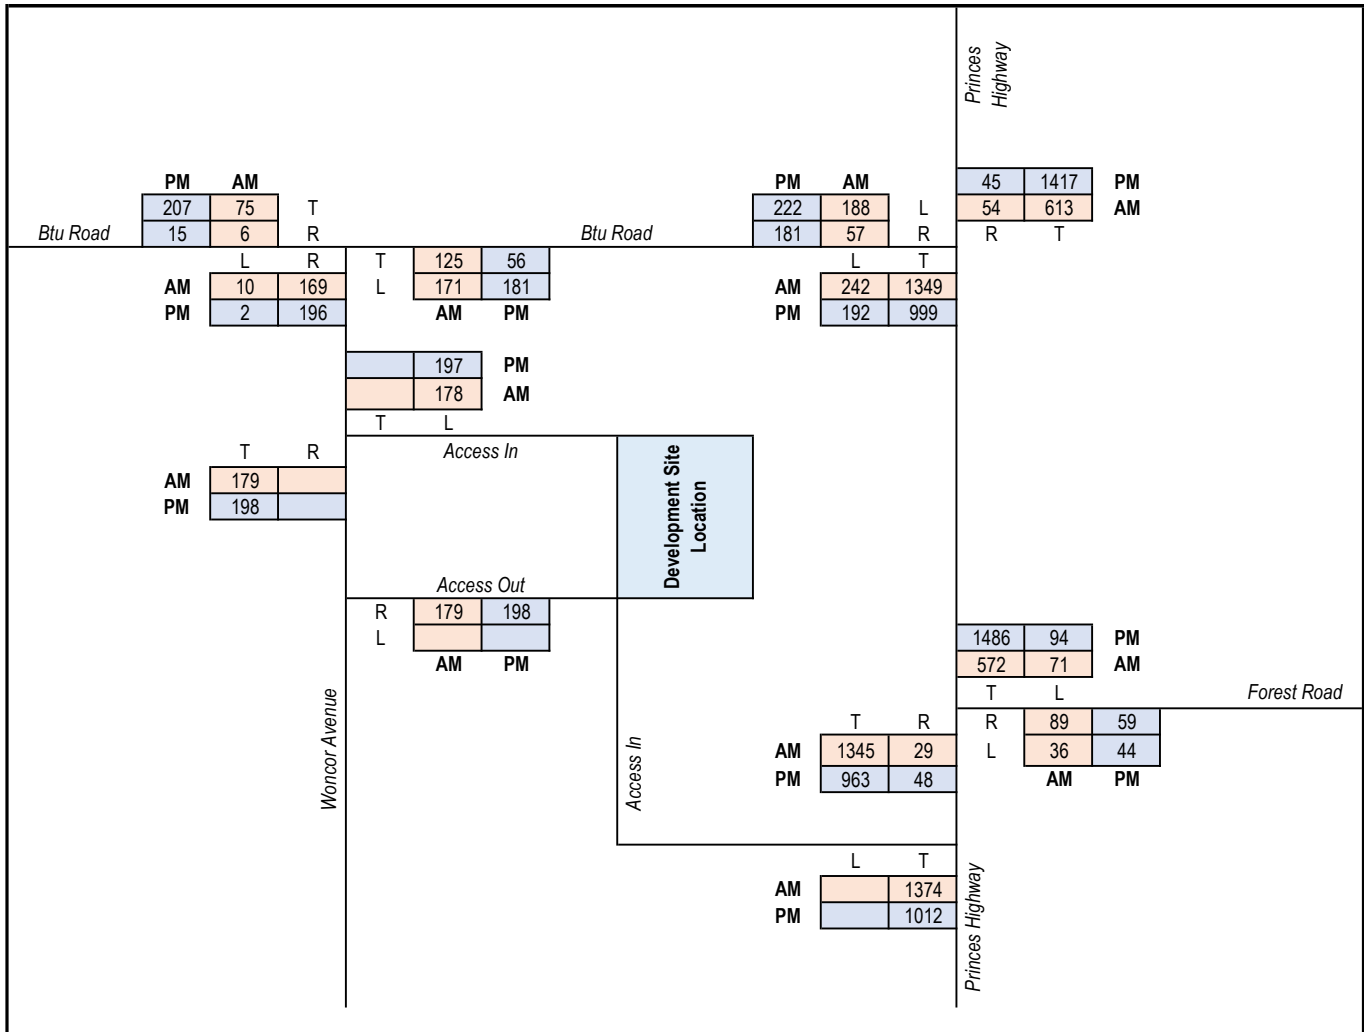 Princes
Highway
PM AM
207 75 T
15 6 R
Btu Road
L R
AM 10 169
PM 2 196
T 125 56
L 171 181
AM PM
Btu Road
PM AM
222 188 L
181 57 R
45 1417 PM
54 613 AM
R T
L T
AM 242 1349
PM 192 999
197 PM
178 AM
T L
Access In
T R
AM 179
PM 198
Development Site
Location
Access Out
R 179 198
L
AM PM
Woncor Avenue
Access In
1486 94 PM
572 71 AM
T L
Forest Road
R 89 59
L 36 44
AM PM
T R
AM 1345 29
PM 963 48
L T
AM 1374
PM 1012
Princes Highway